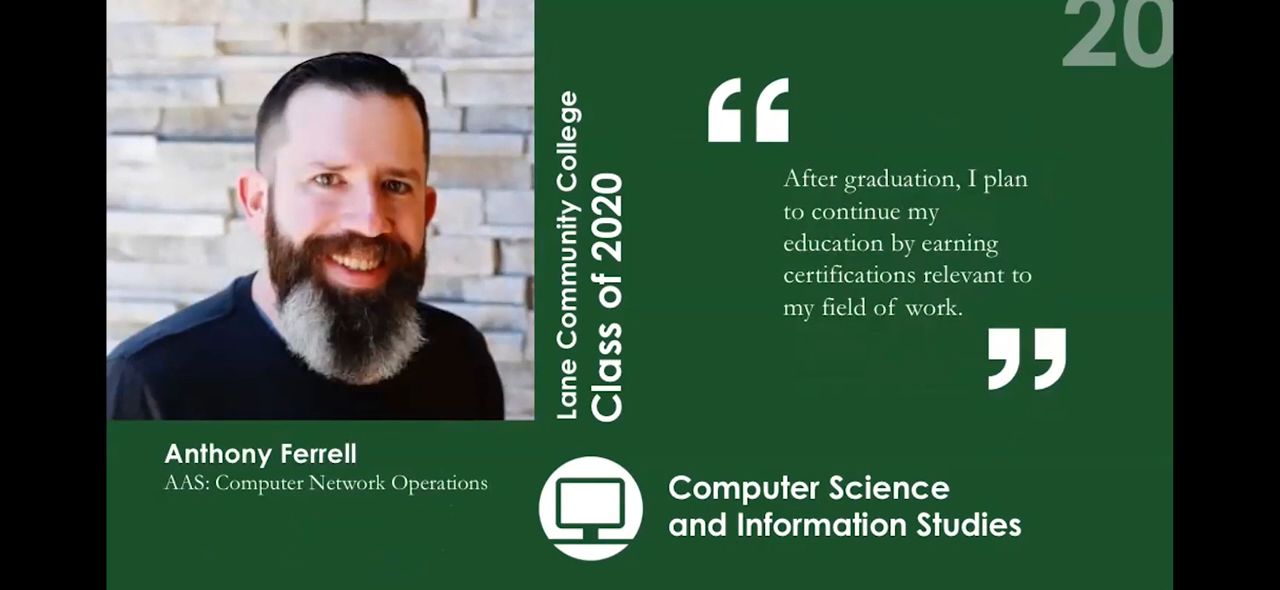 20
Lane Community College
Class of 2020
After graduation, I plan
to continue my
education by earning
certifications relevant to
my field of work.
Anthony Ferrell
AAS: Computer Network Operations
Computer Science
and Information Studies